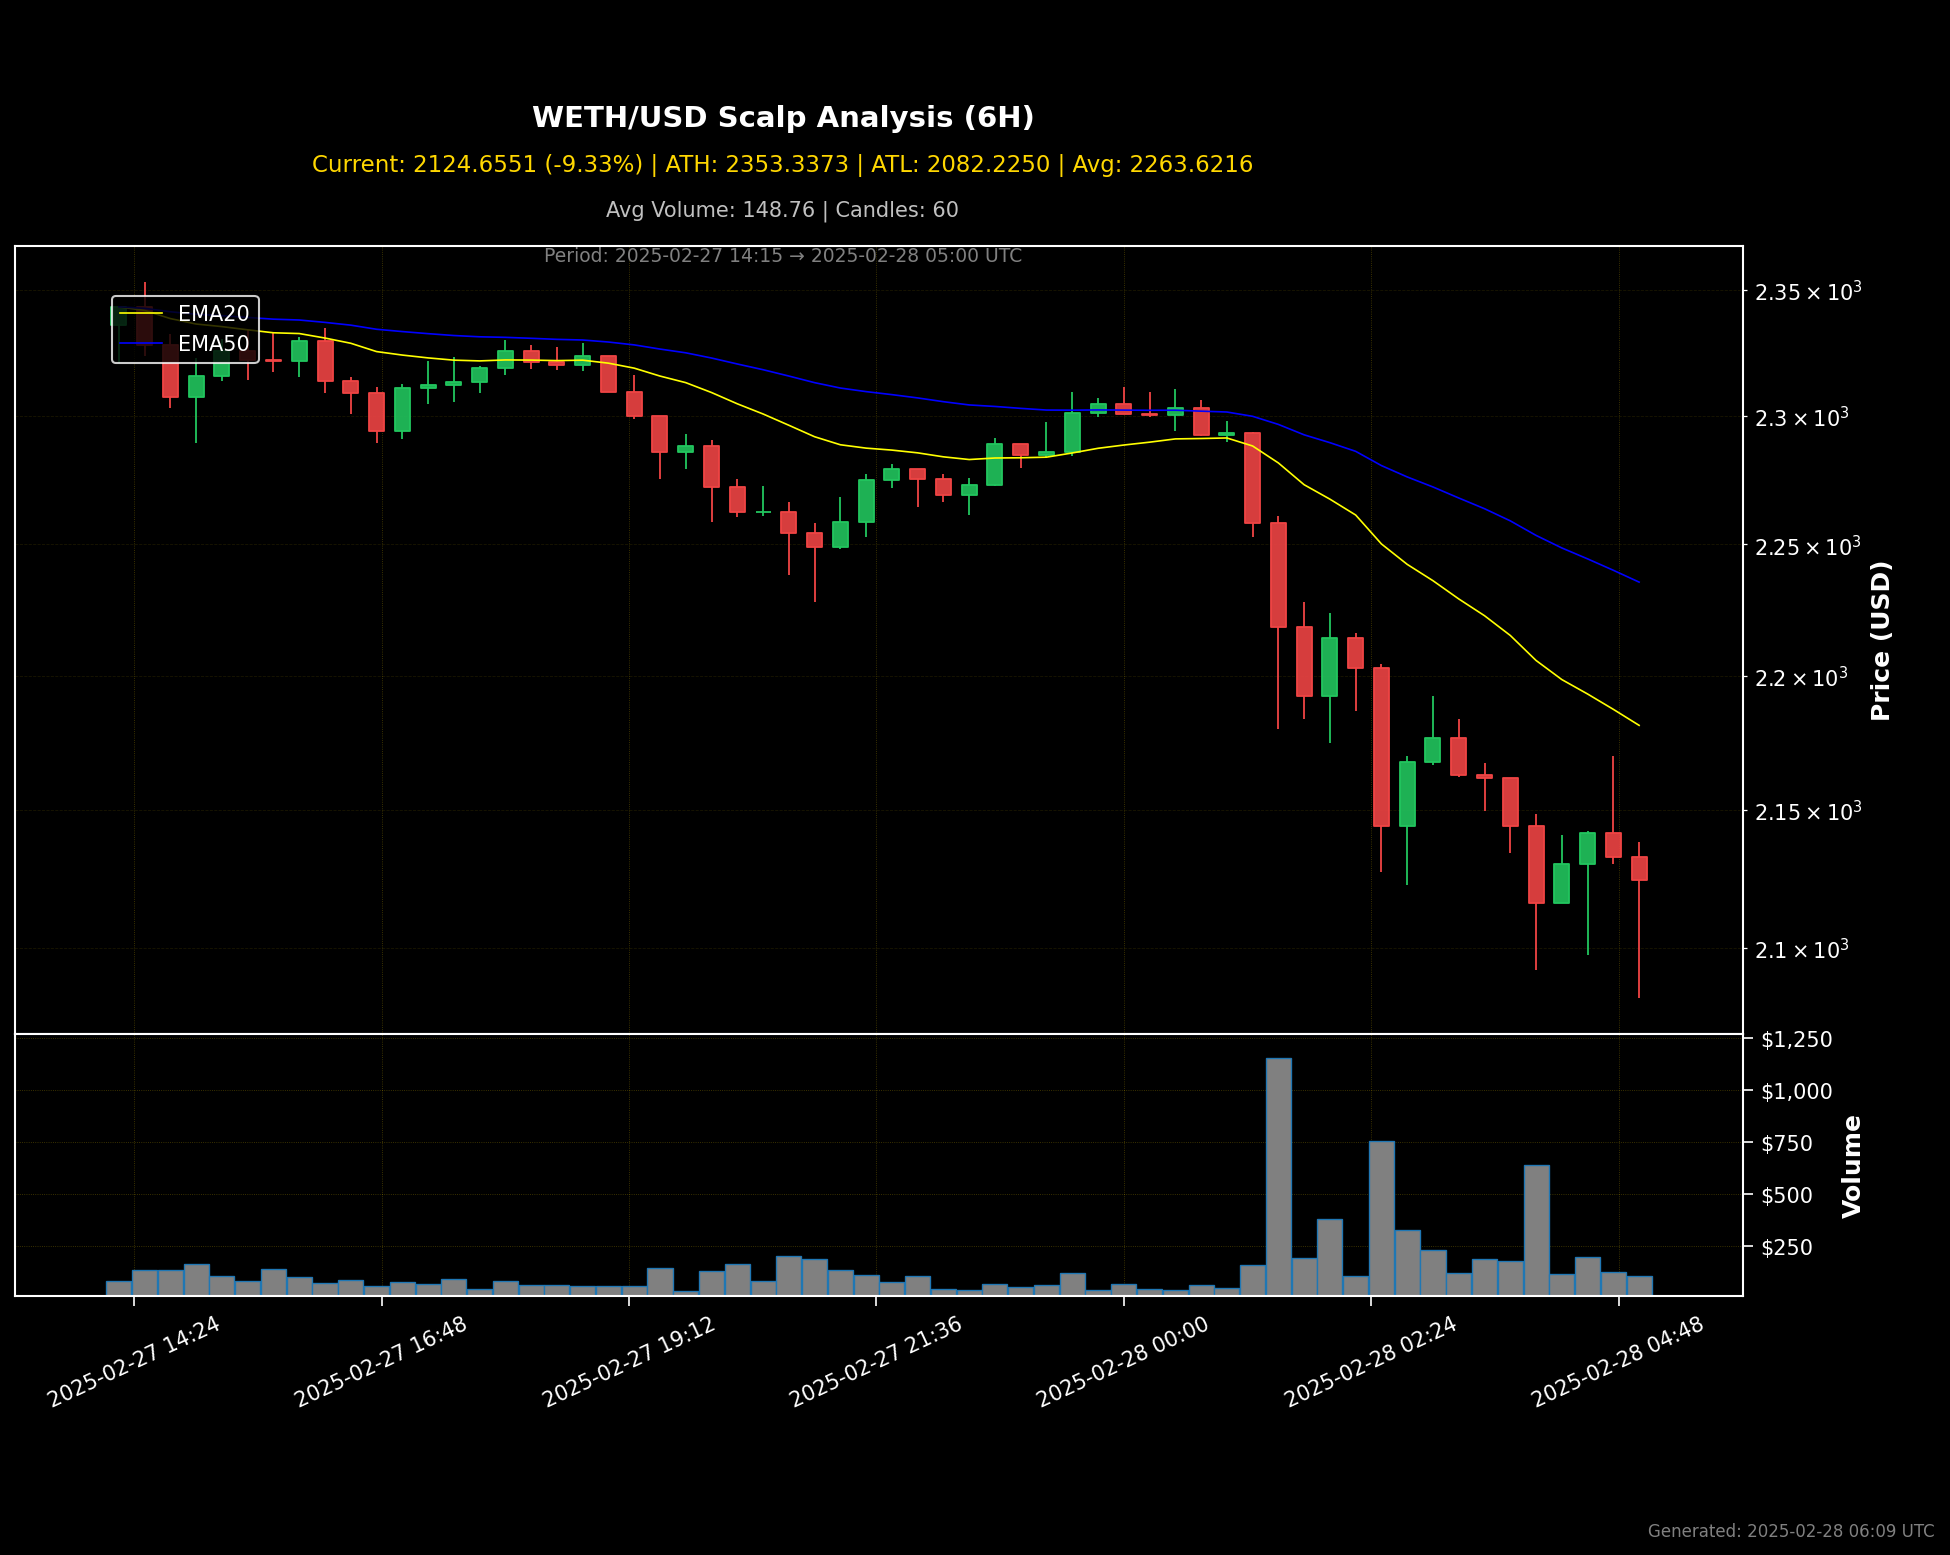 WETH/USD Scalp Analysis (6H)
Current: 2124.6551 (-9.33%) | ATH: 2353.3373 | ATL: 2082.2250 | Avg: 2263.6216
Avg Volume: 148.76 | Candles: 60
Period: 2025-02-27 14:15 → 2025-02-28 05:00 UTC
EMA20
EMA50
2.35 × 10³
2.3 × 10³
2.25 × 10³
2.2 × 10³
2.15 × 10³
2.1 × 10³
Price (USD)
$1,250
$1,000
$750
$500
$250
Volume
2025-02-27 14:24
2025-02-27 16:48
2025-02-27 19:12
2025-02-27 21:36
2025-02-28 00:00
2025-02-28 02:24
2025-02-28 04:48
Generated: 2025-02-28 06:09 UTC